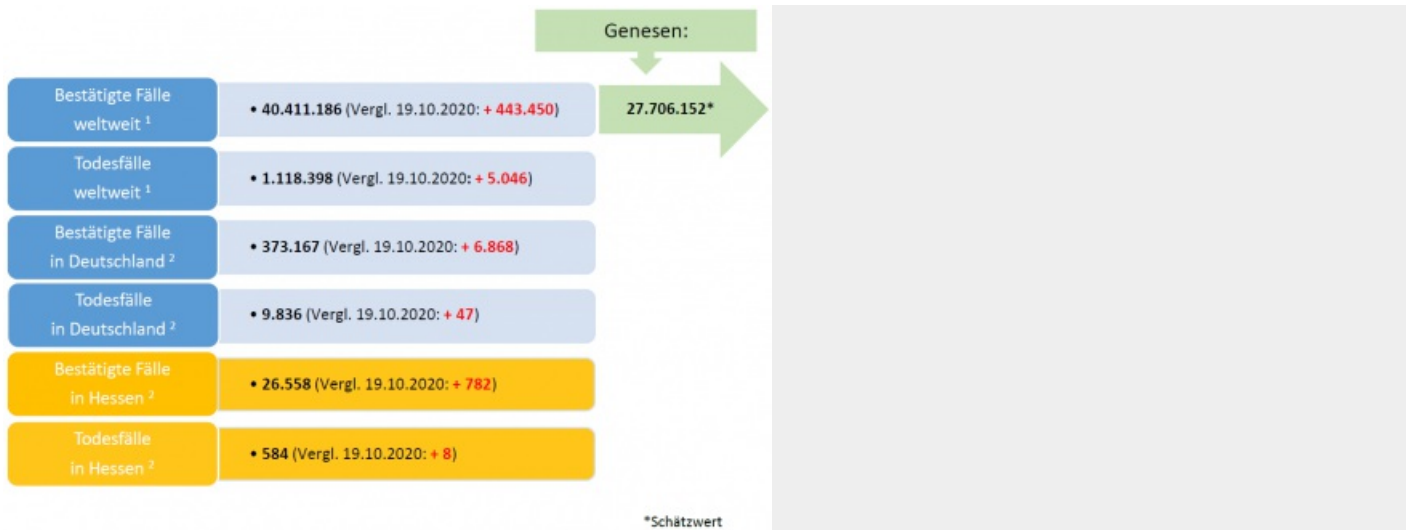 Genesen:
Bestätigte Fälle
weltweit ¹
• 40.411.186 (Vergl. 19.10.2020: + 443.450)
27.706.152*
Todesfälle
weltweit ¹
• 1.118.398 (Vergl. 19.10.2020: + 5.046)
Bestätigte Fälle
in Deutschland ²
• 373.167 (Vergl. 19.10.2020: + 6.868)
Todesfälle
in Deutschland ²
• 9.836 (Vergl. 19.10.2020: + 47)
Bestätigte Fälle
in Hessen ²
• 26.558 (Vergl. 19.10.2020: + 782)
Todesfälle
in Hessen ²
• 584 (Vergl. 19.10.2020: + 8)
*Schätzwert